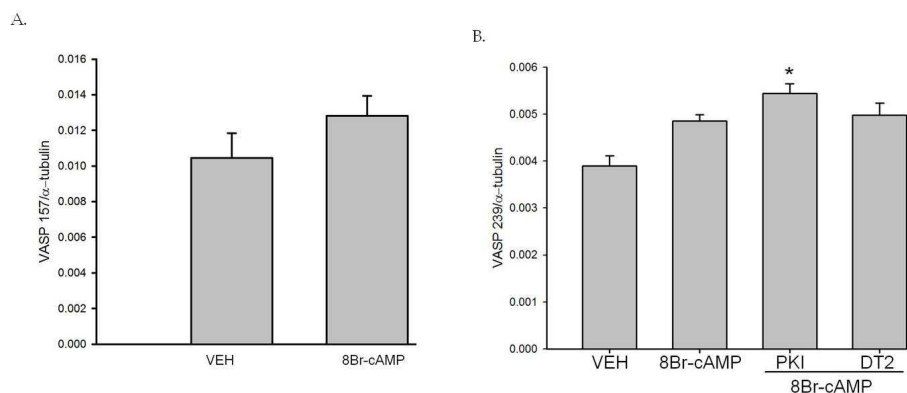 A.
0.016
0.014
0.012
0.010
0.008
0.006
0.004
0.002
0.000
VASP 157/α–tubulin
VEH 8Br-cAMP
B.
0.006
0.005
0.004
0.003
0.002
0.001
0.000
VASP 239/α–tubulin
*
VEH 8Br-cAMP PKI DT2
8Br-cAMP